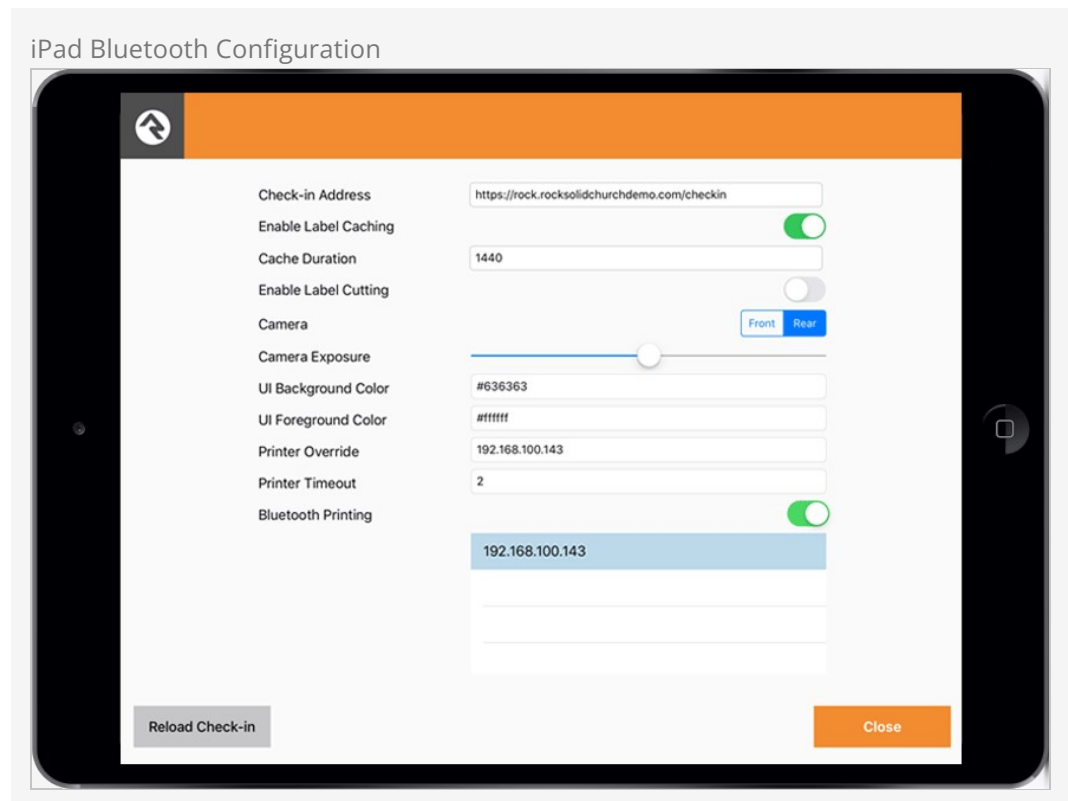 iPad Bluetooth Configuration
Check-in Address https://rock.rocksolidchurchdemo.com/checkin
Enable Label Caching
Cache Duration 1440
Enable Label Cutting
Camera Front Rear
Camera Exposure
UI Background Color #636363
UI Foreground Color #ffffff
Printer Override 192.168.100.143
Printer Timeout 2
Bluetooth Printing
192.168.100.143
Reload Check-in Close